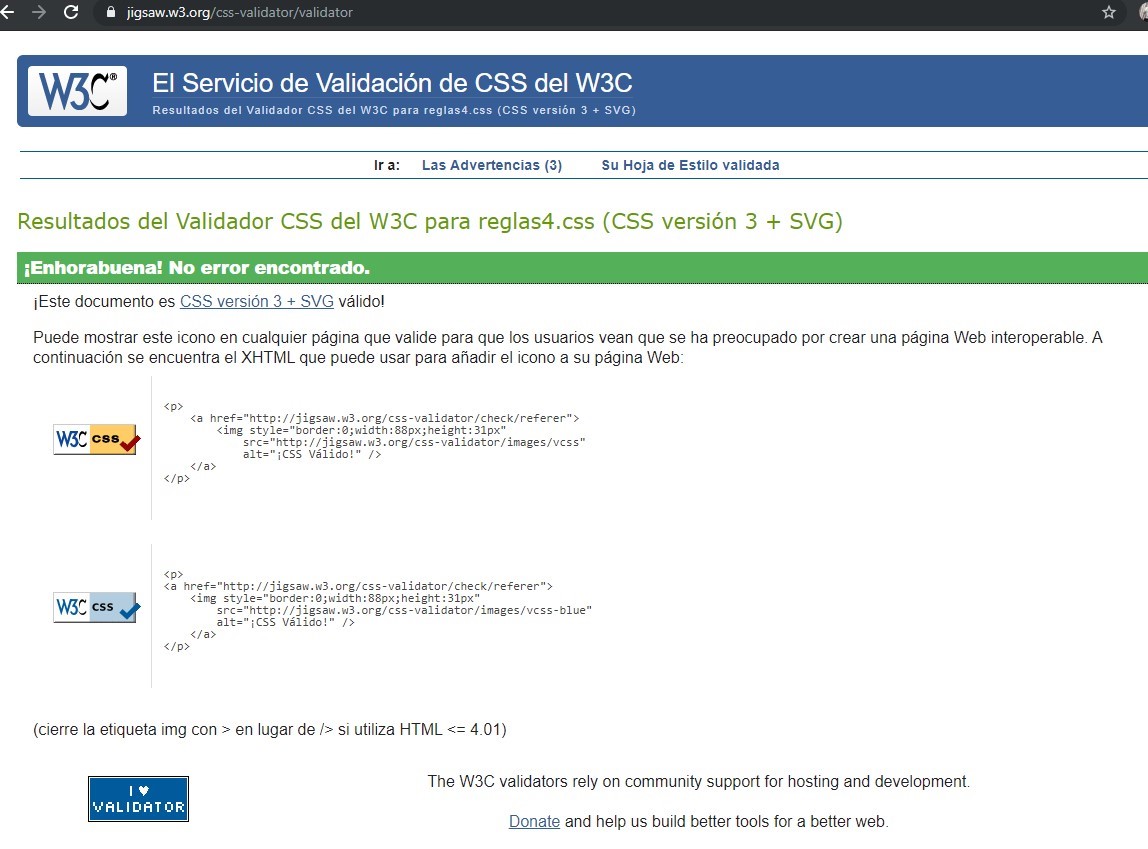 jigsaw.w3.org/css-validator/validator
W3C® El Servicio de Validación de CSS del W3C
Resultados del Validador CSS del W3C para reglas4.css (CSS versión 3 + SVG)
Ir a: Las Advertencias (3) Su Hoja de Estilo validada
Resultados del Validador CSS del W3C para reglas4.css (CSS versión 3 + SVG)
¡Enhorabuena! No error encontrado.
¡Este documento es CSS versión 3 + SVG válido!
Puede mostrar este icono en cualquier página que valide para que los usuarios vean que se ha preocupado por crear una página Web interoperable. A
continuación se encuentra el XHTML que puede usar para añadir el icono a su página Web:
<p>
<a href="http://jigsaw.w3.org/css-validator/check/referer">
<img style="border:0;width:88px;height:31px"
W3C css
src="http://jigsaw.w3.org/css-validator/images/vcss"
alt="¡CSS Válido!" />
</a>
</p>
<p>
<a href="http://jigsaw.w3.org/css-validator/check/referer">
<img style="border:0;width:88px;height:31px"
W3C css
src="http://jigsaw.w3.org/css-validator/images/vcss-blue"
alt="¡CSS Válido!" />
</a>
</p>
(cierre la etiqueta img con > en lugar de /> si utiliza HTML <= 4.01)
The W3C validators rely on community support for hosting and development.
I ♥
VALIDATOR
Donate and help us build better tools for a better web.